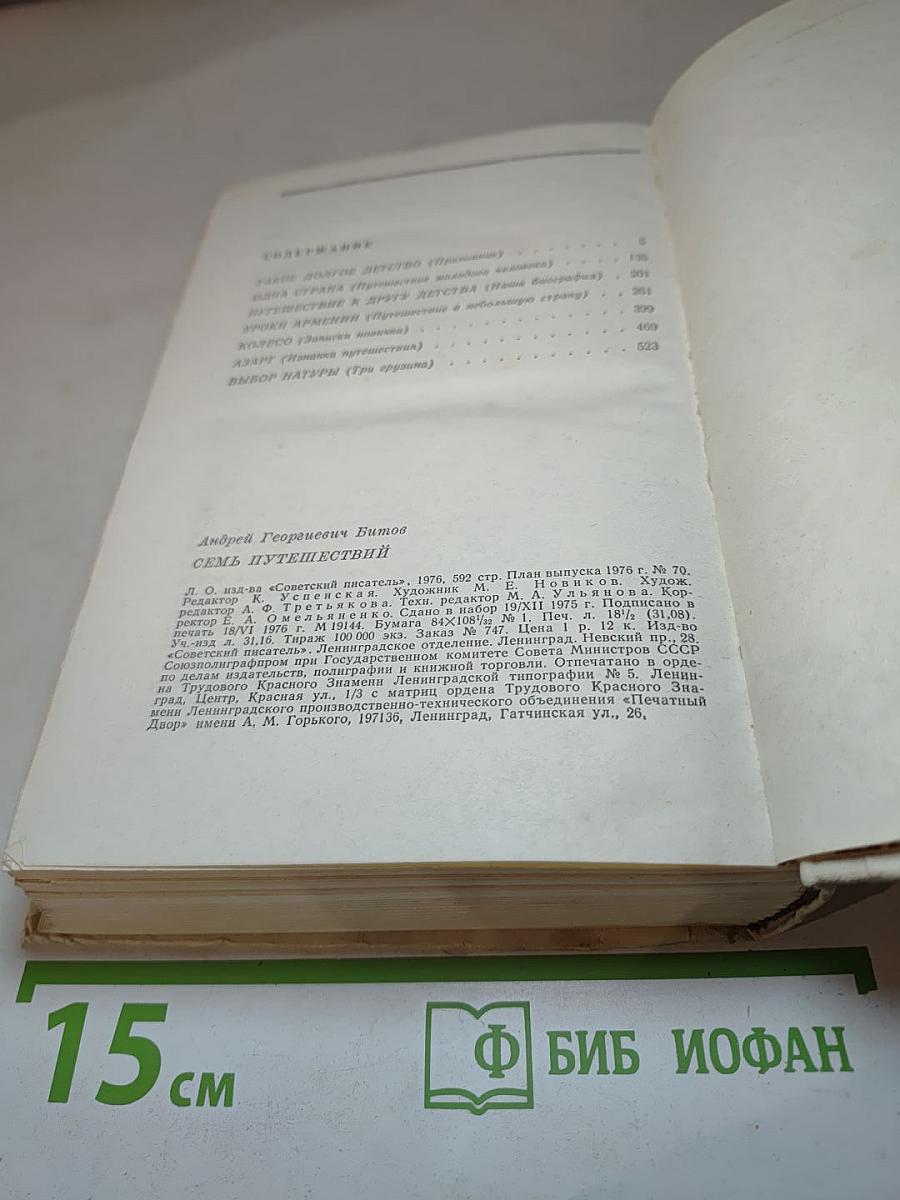 СОДЕРЖАНИЕ
ТАКОЕ ДОЛГОЕ ДЕТСТВО (Призывник) . . . . . . . 5
ОДНА СТРАНА (Путешествие молодого человека) . . . 135
ПУТЕШЕСТВИЕ К ДРУГУ ДЕТСТВА (Наша биография) . 201
УРОКИ АРМЕНИИ (Путешествие в небольшую страну) . . 261
КОЛЕСО (Записки новичка) . . . . . . . . . . 399
АЗАРТ (Изнанка путешествия) . . . . . . . . . 469
ВЫБОР НАТУРЫ (Три грузина) . . . . . . . . . 523
Андрей Георгиевич Битов
СЕМЬ ПУТЕШЕСТВИЙ
Л. О. изд-ва «Советский писатель», 1976, 592 стр. План выпуска 1976 г. № 70.
Редактор К. Успенская. Художник М. Е. Новиков. Худож.
редактор А. Ф. Третьякова. Техн. редактор М. А. Ульянова. Кор-
ректор Е. А. Омельяненко. Сдано в набор 19/XII 1975 г. Подписано в
печать 18/VI 1976 г. М 19144. Бумага 84×108¹/₃₂ № 1. Печ. л. 18¹/₂ (31,08).
Уч.-изд л. 31,16. Тираж 100 000 экз. Заказ № 747. Цена 1 р. 12 к. Изд-во
«Советский писатель». Ленинградское отделение. Ленинград. Невский пр., 28.
Союзполиграфпром при Государственном комитете Совета Министров СССР
по делам издательств, полиграфии и книжной торговли. Отпечатано в орде-
на Трудового Красного Знамени Ленинградской типографии № 5. Ленин-
град, Центр, Красная ул., 1/3 с матриц ордена Трудового Красного Зна-
мени Ленинградского производственно-технического объединения «Печатный
Двор» имени А. М. Горького, 197136, Ленинград, Гатчинская ул., 26.
15 см
Ф БИБ ИОФАН